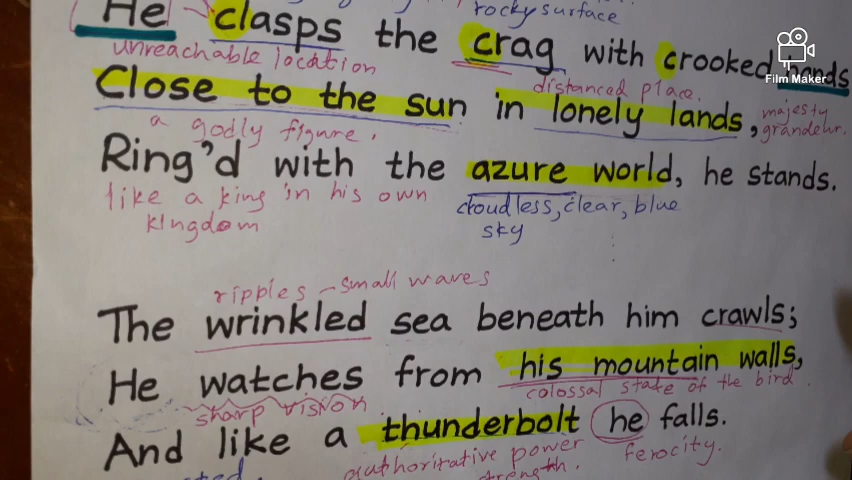 rocky surface
He clasps the crag with crooked hands
unreachable location
distanced place.
Close to the sun in lonely lands,
majesty
grandeur.
a godly figure.
Ring'd with the azure world, he stands.
like a king in his own
kingdom
cloudless, clear, blue
sky
ripples - small waves
The wrinkled sea beneath him crawls;
He watches from his mountain walls,
colossal state of the bird.
sharp vision
And like a thunderbolt he falls.
authoritative power
strength.
ferocity.
Film Maker